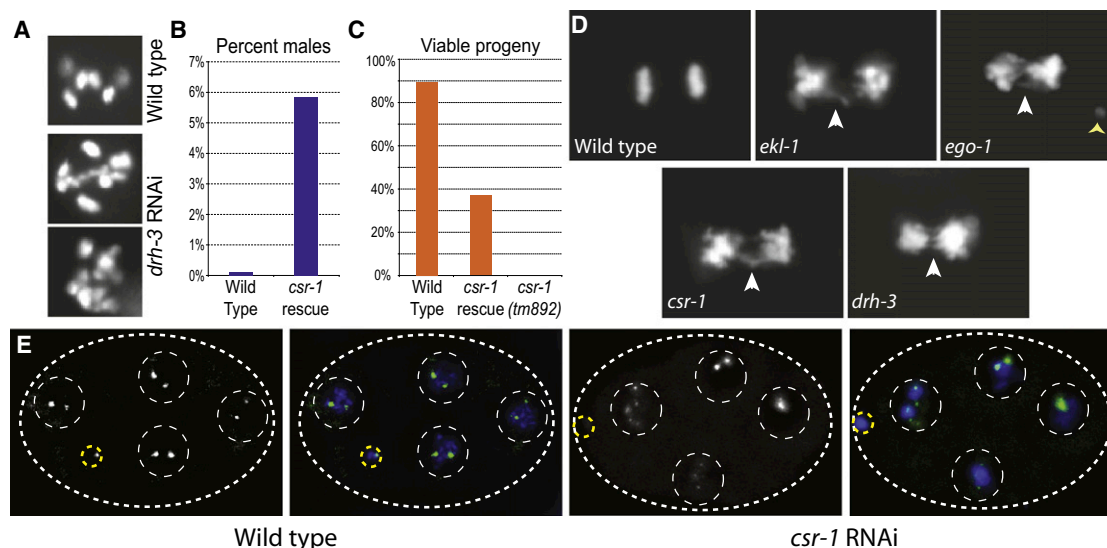 A
Wild type
drh-3 RNAi
B
Percent males
7%
6%
5%
4%
3%
2%
1%
0%
Wild
Type
csr-1
rescue
C
Viable progeny
100%
80%
60%
40%
20%
0%
Wild
Type
csr-1
rescue
csr-1
(tm892)
D
Wild type
ekl-1
ego-1
csr-1
drh-3
E
Wild type
csr-1 RNAi